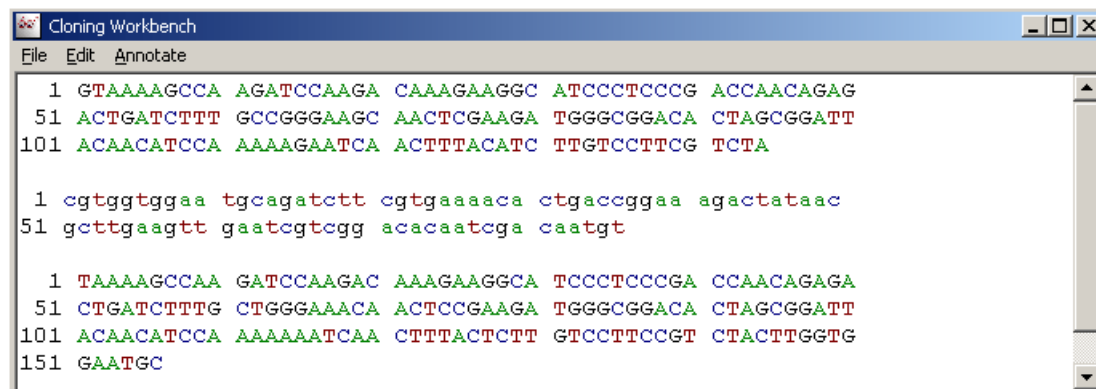 Cloning Workbench
File Edit Annotate
1 GTAAAAGCCA AGATCCAAGA CAAAGAAGGC ATCCCTCCCG ACCAACAGAG
51 ACTGATCTTT GCCGGGAAGC AACTCGAAGA TGGGCGGACA CTAGCGGATT
101 ACAACATCCA AAAAGAATCA ACTTTACATC TTGTCCTTCG TCTA
1 cgtggtggaa tgcagatctt cgtgaaaaca ctgaccggaa agactataac
51 gcttgaagtt gaatcgtcgg acacaatcga caatgt
1 TAAAAGCCAA GATCCAAGAC AAAGAAGGCA TCCCTCCCGA CCAACAGAGA
51 CTGATCTTTG CTGGGAAACA ACTCCGAAGA TGGGCGGACA CTAGCGGATT
101 ACAACATCCA AAAAAATCAA CTTTACTCTT GTCCTTCCGT CTACTTGGTG
151 GAATGC